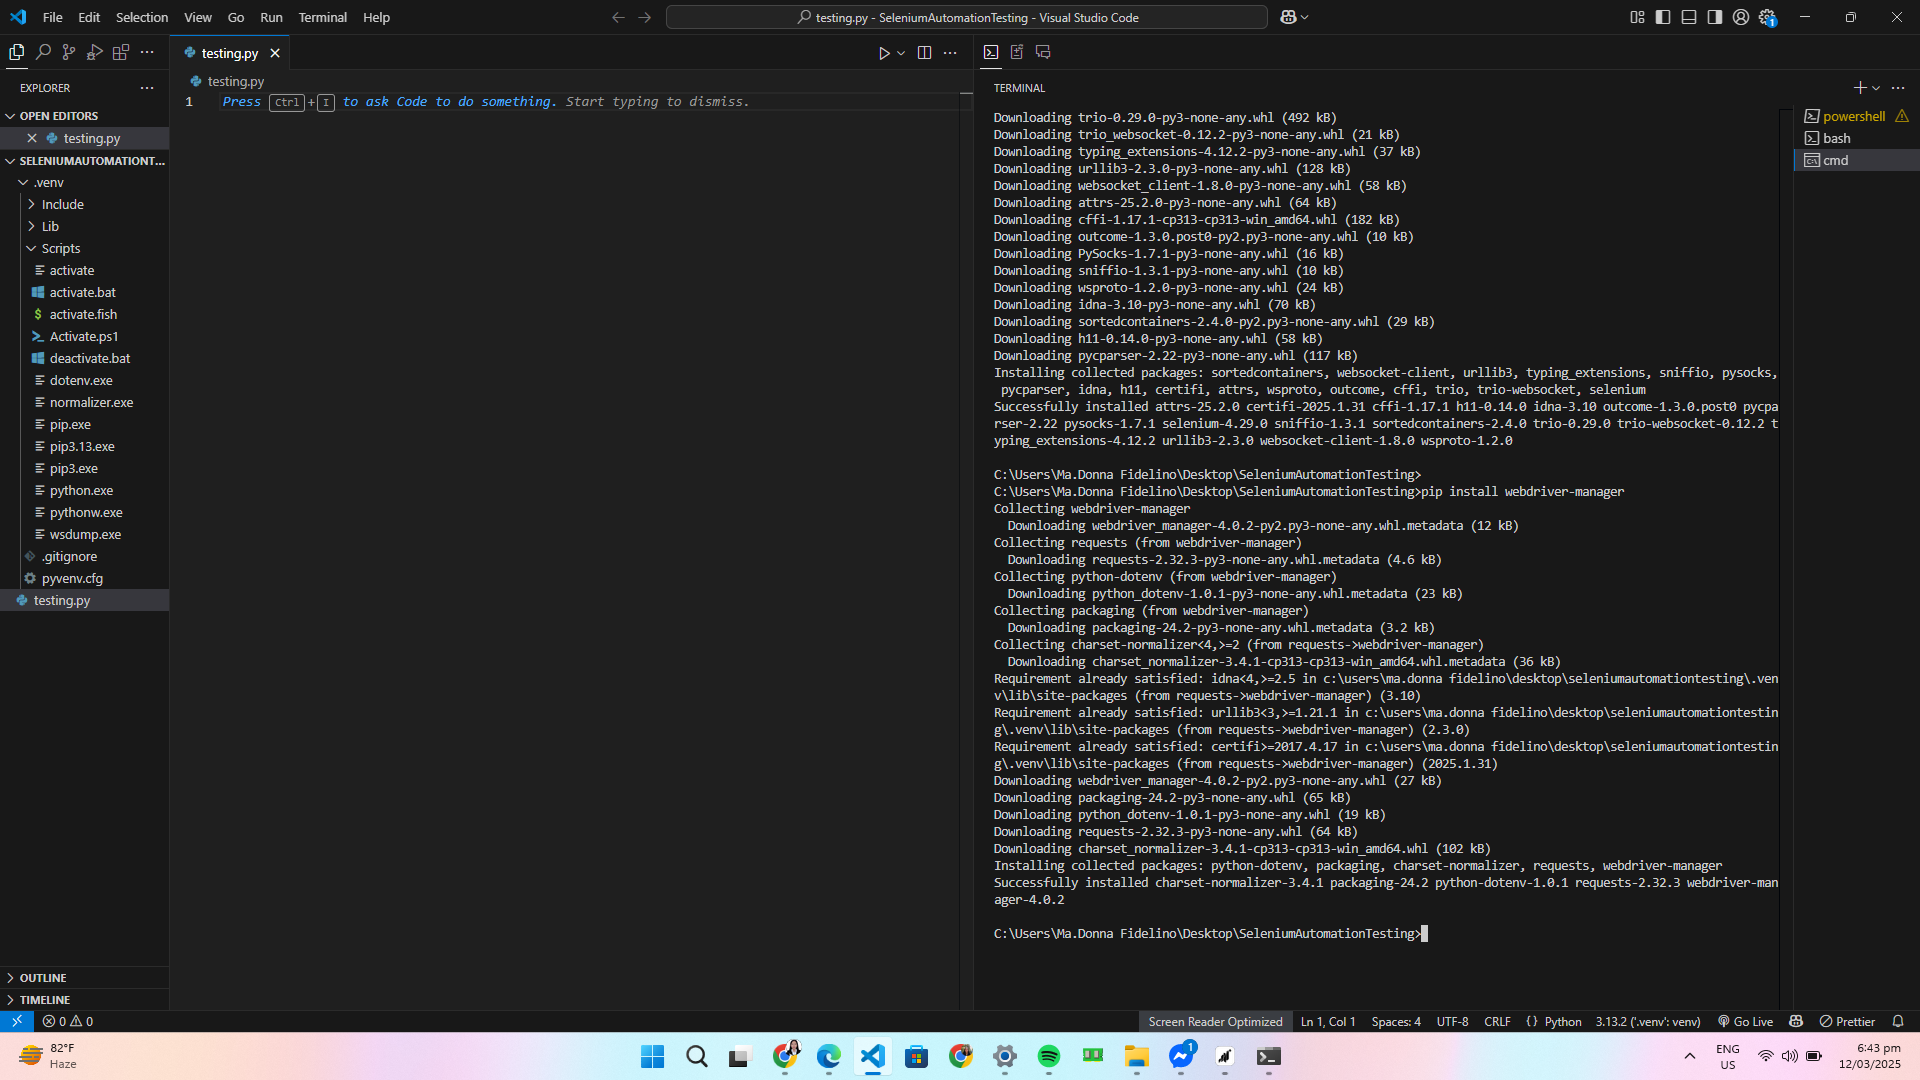 File Edit Selection View Go Run Terminal Help
testing.py - SeleniumAutomationTesting - Visual Studio Code
1
EXPLORER
OPEN EDITORS
testing.py
SELENIUMAUTOMATIONT...
.venv
Include
Lib
Scripts
activate
activate.bat
activate.fish
Activate.ps1
deactivate.bat
dotenv.exe
normalizer.exe
pip.exe
pip3.13.exe
pip3.exe
python.exe
pythonw.exe
wsdump.exe
.gitignore
pyvenv.cfg
testing.py
OUTLINE
TIMELINE
testing.py
testing.py
1 Press Ctrl + I to ask Code to do something. Start typing to dismiss.
TERMINAL
Downloading trio-0.29.0-py3-none-any.whl (492 kB)
Downloading trio_websocket-0.12.2-py3-none-any.whl (21 kB)
Downloading typing_extensions-4.12.2-py3-none-any.whl (37 kB)
Downloading urllib3-2.3.0-py3-none-any.whl (128 kB)
Downloading websocket_client-1.8.0-py3-none-any.whl (58 kB)
Downloading attrs-25.2.0-py3-none-any.whl (64 kB)
Downloading cffi-1.17.1-cp313-cp313-win_amd64.whl (182 kB)
Downloading outcome-1.3.0.post0-py2.py3-none-any.whl (10 kB)
Downloading PySocks-1.7.1-py3-none-any.whl (16 kB)
Downloading sniffio-1.3.1-py3-none-any.whl (10 kB)
Downloading wsproto-1.2.0-py3-none-any.whl (24 kB)
Downloading idna-3.10-py3-none-any.whl (70 kB)
Downloading sortedcontainers-2.4.0-py2.py3-none-any.whl (29 kB)
Downloading h11-0.14.0-py3-none-any.whl (58 kB)
Downloading pycparser-2.22-py3-none-any.whl (117 kB)
Installing collected packages: sortedcontainers, websocket-client, urllib3, typing_extensions, sniffio, pysocks,
pycparser, idna, h11, certifi, attrs, wsproto, outcome, cffi, trio, trio-websocket, selenium
Successfully installed attrs-25.2.0 certifi-2025.1.31 cffi-1.17.1 h11-0.14.0 idna-3.10 outcome-1.3.0.post0 pycpa
rser-2.22 pysocks-1.7.1 selenium-4.29.0 sniffio-1.3.1 sortedcontainers-2.4.0 trio-0.29.0 trio-websocket-0.12.2 t
yping_extensions-4.12.2 urllib3-2.3.0 websocket-client-1.8.0 wsproto-1.2.0
C:\Users\Ma.Donna Fidelino\Desktop\SeleniumAutomationTesting>
C:\Users\Ma.Donna Fidelino\Desktop\SeleniumAutomationTesting>pip install webdriver-manager
Collecting webdriver-manager
Downloading webdriver_manager-4.0.2-py2.py3-none-any.whl.metadata (12 kB)
Collecting requests (from webdriver-manager)
Downloading requests-2.32.3-py3-none-any.whl.metadata (4.6 kB)
Collecting python-dotenv (from webdriver-manager)
Downloading python_dotenv-1.0.1-py3-none-any.whl.metadata (23 kB)
Collecting packaging (from webdriver-manager)
Downloading packaging-24.2-py3-none-any.whl.metadata (3.2 kB)
Collecting charset-normalizer<4,>=2 (from requests->webdriver-manager)
Downloading charset_normalizer-3.4.1-cp313-cp313-win_amd64.whl.metadata (36 kB)
Requirement already satisfied: idna<4,>=2.5 in c:\users\ma.donna fidelino\desktop\seleniumautomationtesting\.ven
v\lib\site-packages (from requests->webdriver-manager) (3.10)
Requirement already satisfied: urllib3<3,>=1.21.1 in c:\users\ma.donna fidelino\desktop\seleniumautomationtestin
g\.venv\lib\site-packages (from requests->webdriver-manager) (2.3.0)
Requirement already satisfied: certifi>=2017.4.17 in c:\users\ma.donna fidelino\desktop\seleniumautomationtestin
g\.venv\lib\site-packages (from requests->webdriver-manager) (2025.1.31)
Downloading webdriver_manager-4.0.2-py2.py3-none-any.whl (27 kB)
Downloading packaging-24.2-py3-none-any.whl (65 kB)
Downloading python_dotenv-1.0.1-py3-none-any.whl (19 kB)
Downloading requests-2.32.3-py3-none-any.whl (64 kB)
Downloading charset_normalizer-3.4.1-cp313-cp313-win_amd64.whl (102 kB)
Installing collected packages: python-dotenv, packaging, charset-normalizer, requests, webdriver-manager
Successfully installed charset-normalizer-3.4.1 packaging-24.2 python-dotenv-1.0.1 requests-2.32.3 webdriver-man
ager-4.0.2
C:\Users\Ma.Donna Fidelino\Desktop\SeleniumAutomationTesting>
powershell
bash
cmd
0 0
Screen Reader Optimized Ln 1, Col 1 Spaces: 4 UTF-8 CRLF {} Python 3.13.2 ('.venv': venv) Go Live Prettier
82°F
Haze
1
ENG
US
6:43 pm
12/03/2025